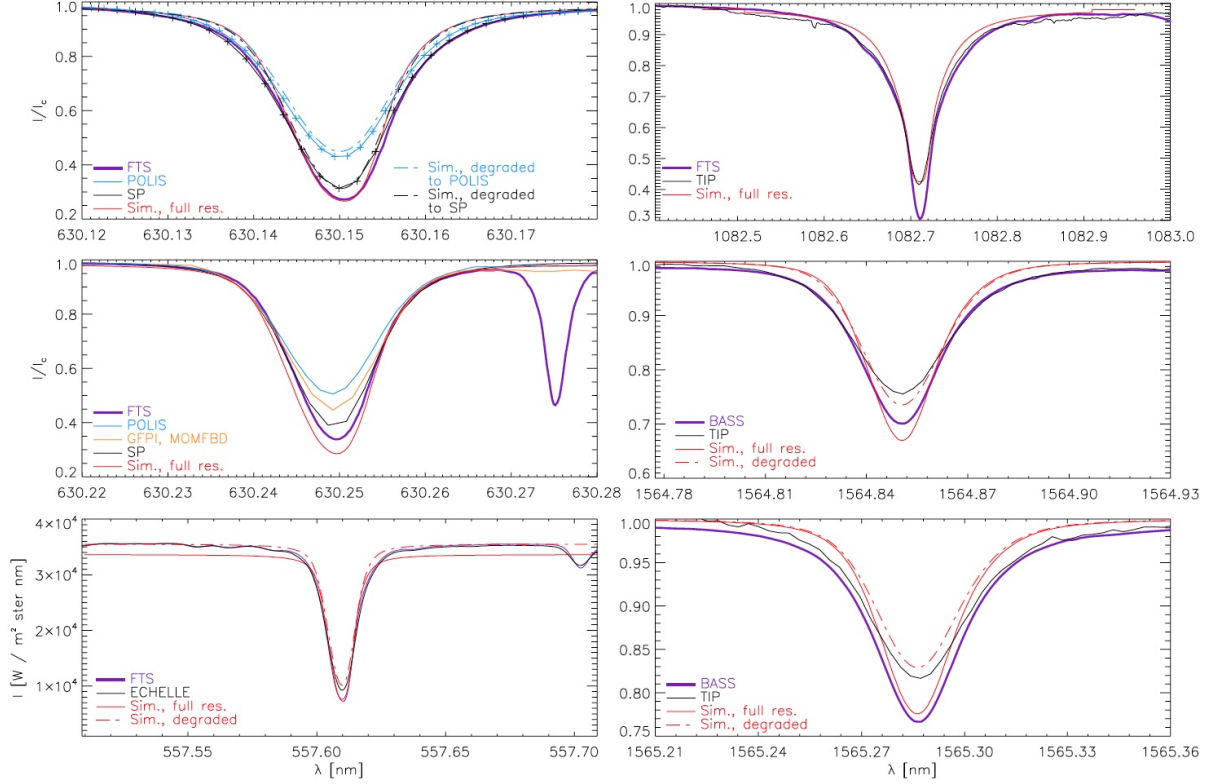 1.0
0.8
0.6
0.4
0.2
I/I_c
FTS
POLIS
SP
Sim., full res.
Sim., degraded
to POLIS
Sim., degraded
to SP
630.12 630.13 630.14 630.15 630.16 630.17
1.0
0.9
0.8
0.7
0.6
0.5
0.4
0.3
FTS
TIP
Sim., full res.
1082.5 1082.6 1082.7 1082.8 1082.9 1083.0
1.0
0.8
0.6
0.4
0.2
I/I_c
FTS
POLIS
GFPI, MOMFBD
SP
Sim., full res.
630.22 630.23 630.24 630.25 630.26 630.27 630.28
1.0
0.9
0.8
0.7
0.6
BASS
TIP
Sim., full res.
Sim., degraded
1564.78 1564.81 1564.84 1564.87 1564.90 1564.93
4×10⁴
3×10⁴
2×10⁴
1×10⁴
I [W / m² ster nm]
FTS
ECHELLE
Sim., full res.
Sim., degraded
557.55 557.60 557.65 557.70
λ [nm]
1.00
0.95
0.90
0.85
0.80
0.75
BASS
TIP
Sim., full res.
Sim., degraded
1565.21 1565.24 1565.27 1565.30 1565.33 1565.36
λ [nm]